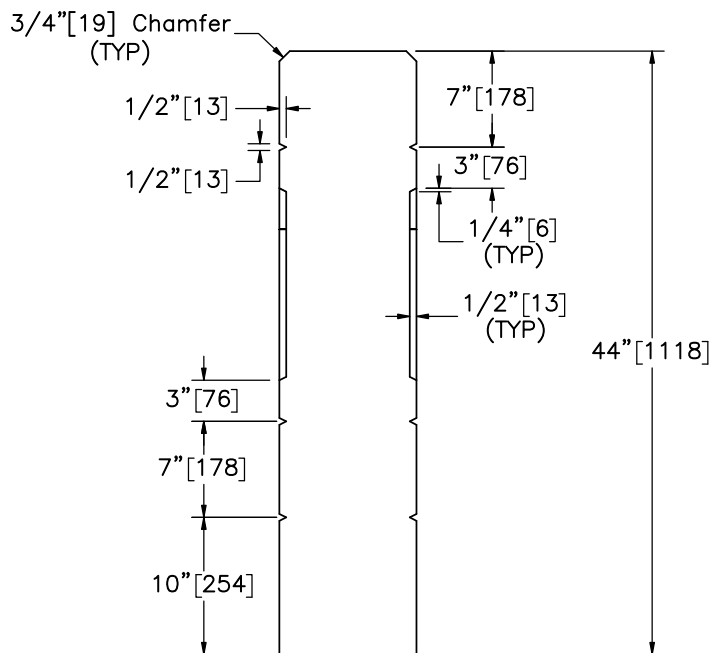 3/4"[19] Chamfer
(TYP)
7"[178]
1/2"[13]
3"[76]
1/2"[13]
1/4"[6]
(TYP)
1/2"[13]
(TYP)
44"[1118]
3"[76]
7"[178]
10"[254]